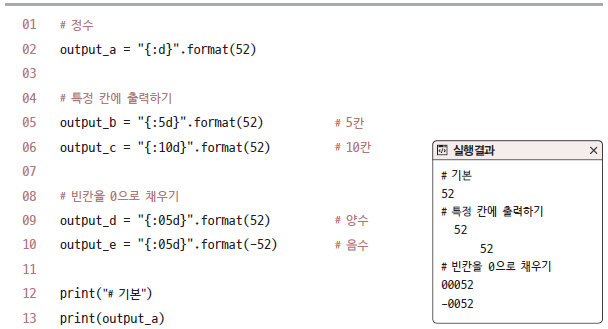 01 # 정수
02 output_a = "{:d}".format(52)
03
04 # 특정 칸에 출력하기
05 output_b = "{:5d}".format(52) # 5칸
06 output_c = "{:10d}".format(52) # 10칸
07
08 # 빈칸을 0으로 채우기
09 output_d = "{:05d}".format(52) # 양수
10 output_e = "{:05d}".format(-52) # 음수
11
12 print("# 기본")
13 print(output_a)
실행결과 ×
# 기본
52
# 특정 칸에 출력하기
   52
        52
# 빈칸을 0으로 채우기
00052
-0052